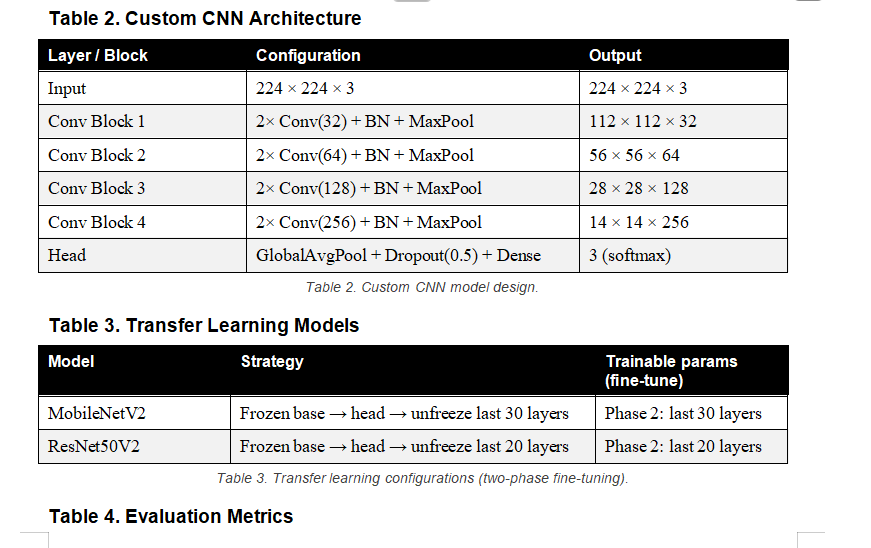 Table 2. Custom CNN Architecture
Layer / Block Configuration Output
Input 224 × 224 × 3 224 × 224 × 3
Conv Block 1 2× Conv(32) + BN + MaxPool 112 × 112 × 32
Conv Block 2 2× Conv(64) + BN + MaxPool 56 × 56 × 64
Conv Block 3 2× Conv(128) + BN + MaxPool 28 × 28 × 128
Conv Block 4 2× Conv(256) + BN + MaxPool 14 × 14 × 256
Head GlobalAvgPool + Dropout(0.5) + Dense 3 (softmax)
Table 2. Custom CNN model design.
Table 3. Transfer Learning Models
Model Strategy Trainable params
(fine-tune)
MobileNetV2 Frozen base → head → unfreeze last 30 layers Phase 2: last 30 layers
ResNet50V2 Frozen base → head → unfreeze last 20 layers Phase 2: last 20 layers
Table 3. Transfer learning configurations (two-phase fine-tuning).
Table 4. Evaluation Metrics